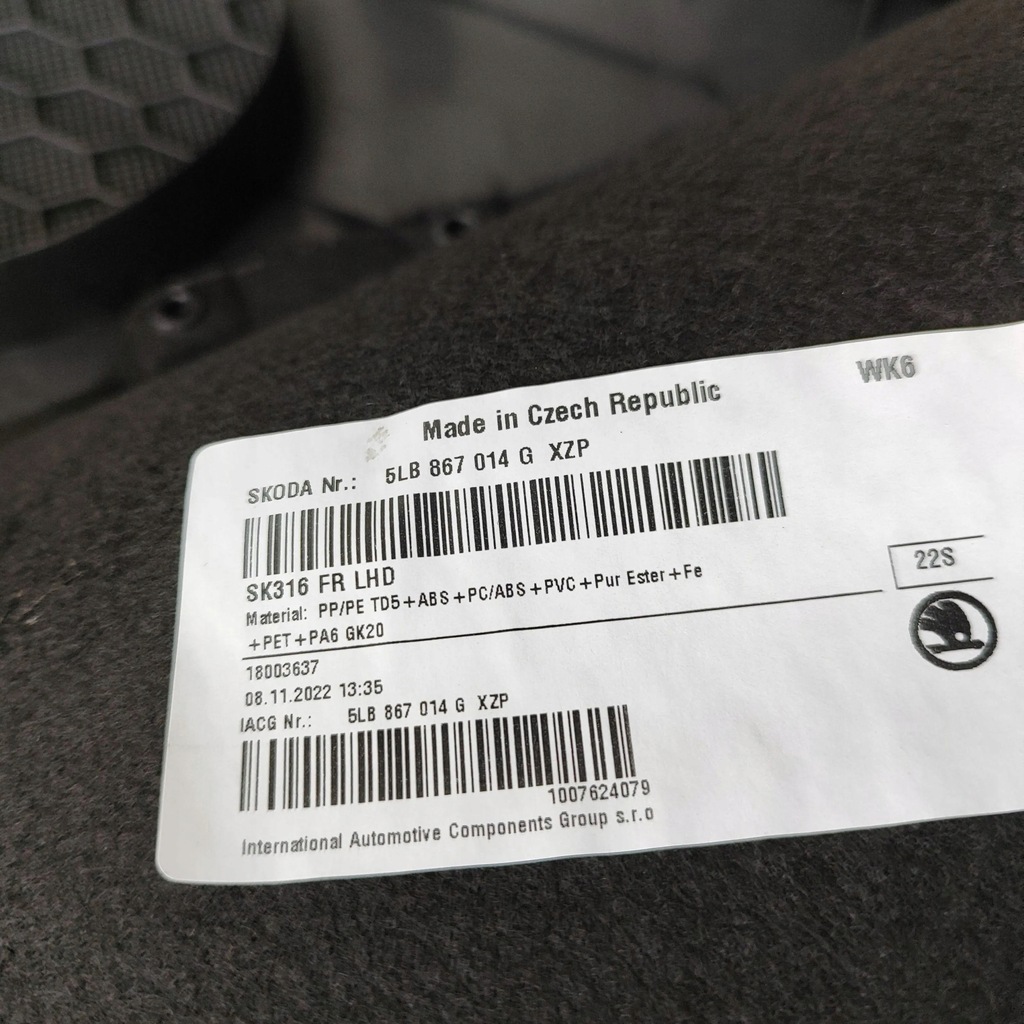 WK6
Made in Czech Republic
SKODA Nr.: 5LB 867 014 G XZP
SK316 FR LHD
22S
Material: PP/PE TD5+ABS+PC/ABS+PVC+Pur Ester+Fe
+PET+PA6 GK20
18003637
08.11.2022 13:35
IACG Nr.: 5LB 867 014 G XZP
1007624079
International Automotive Components Group s.r.o